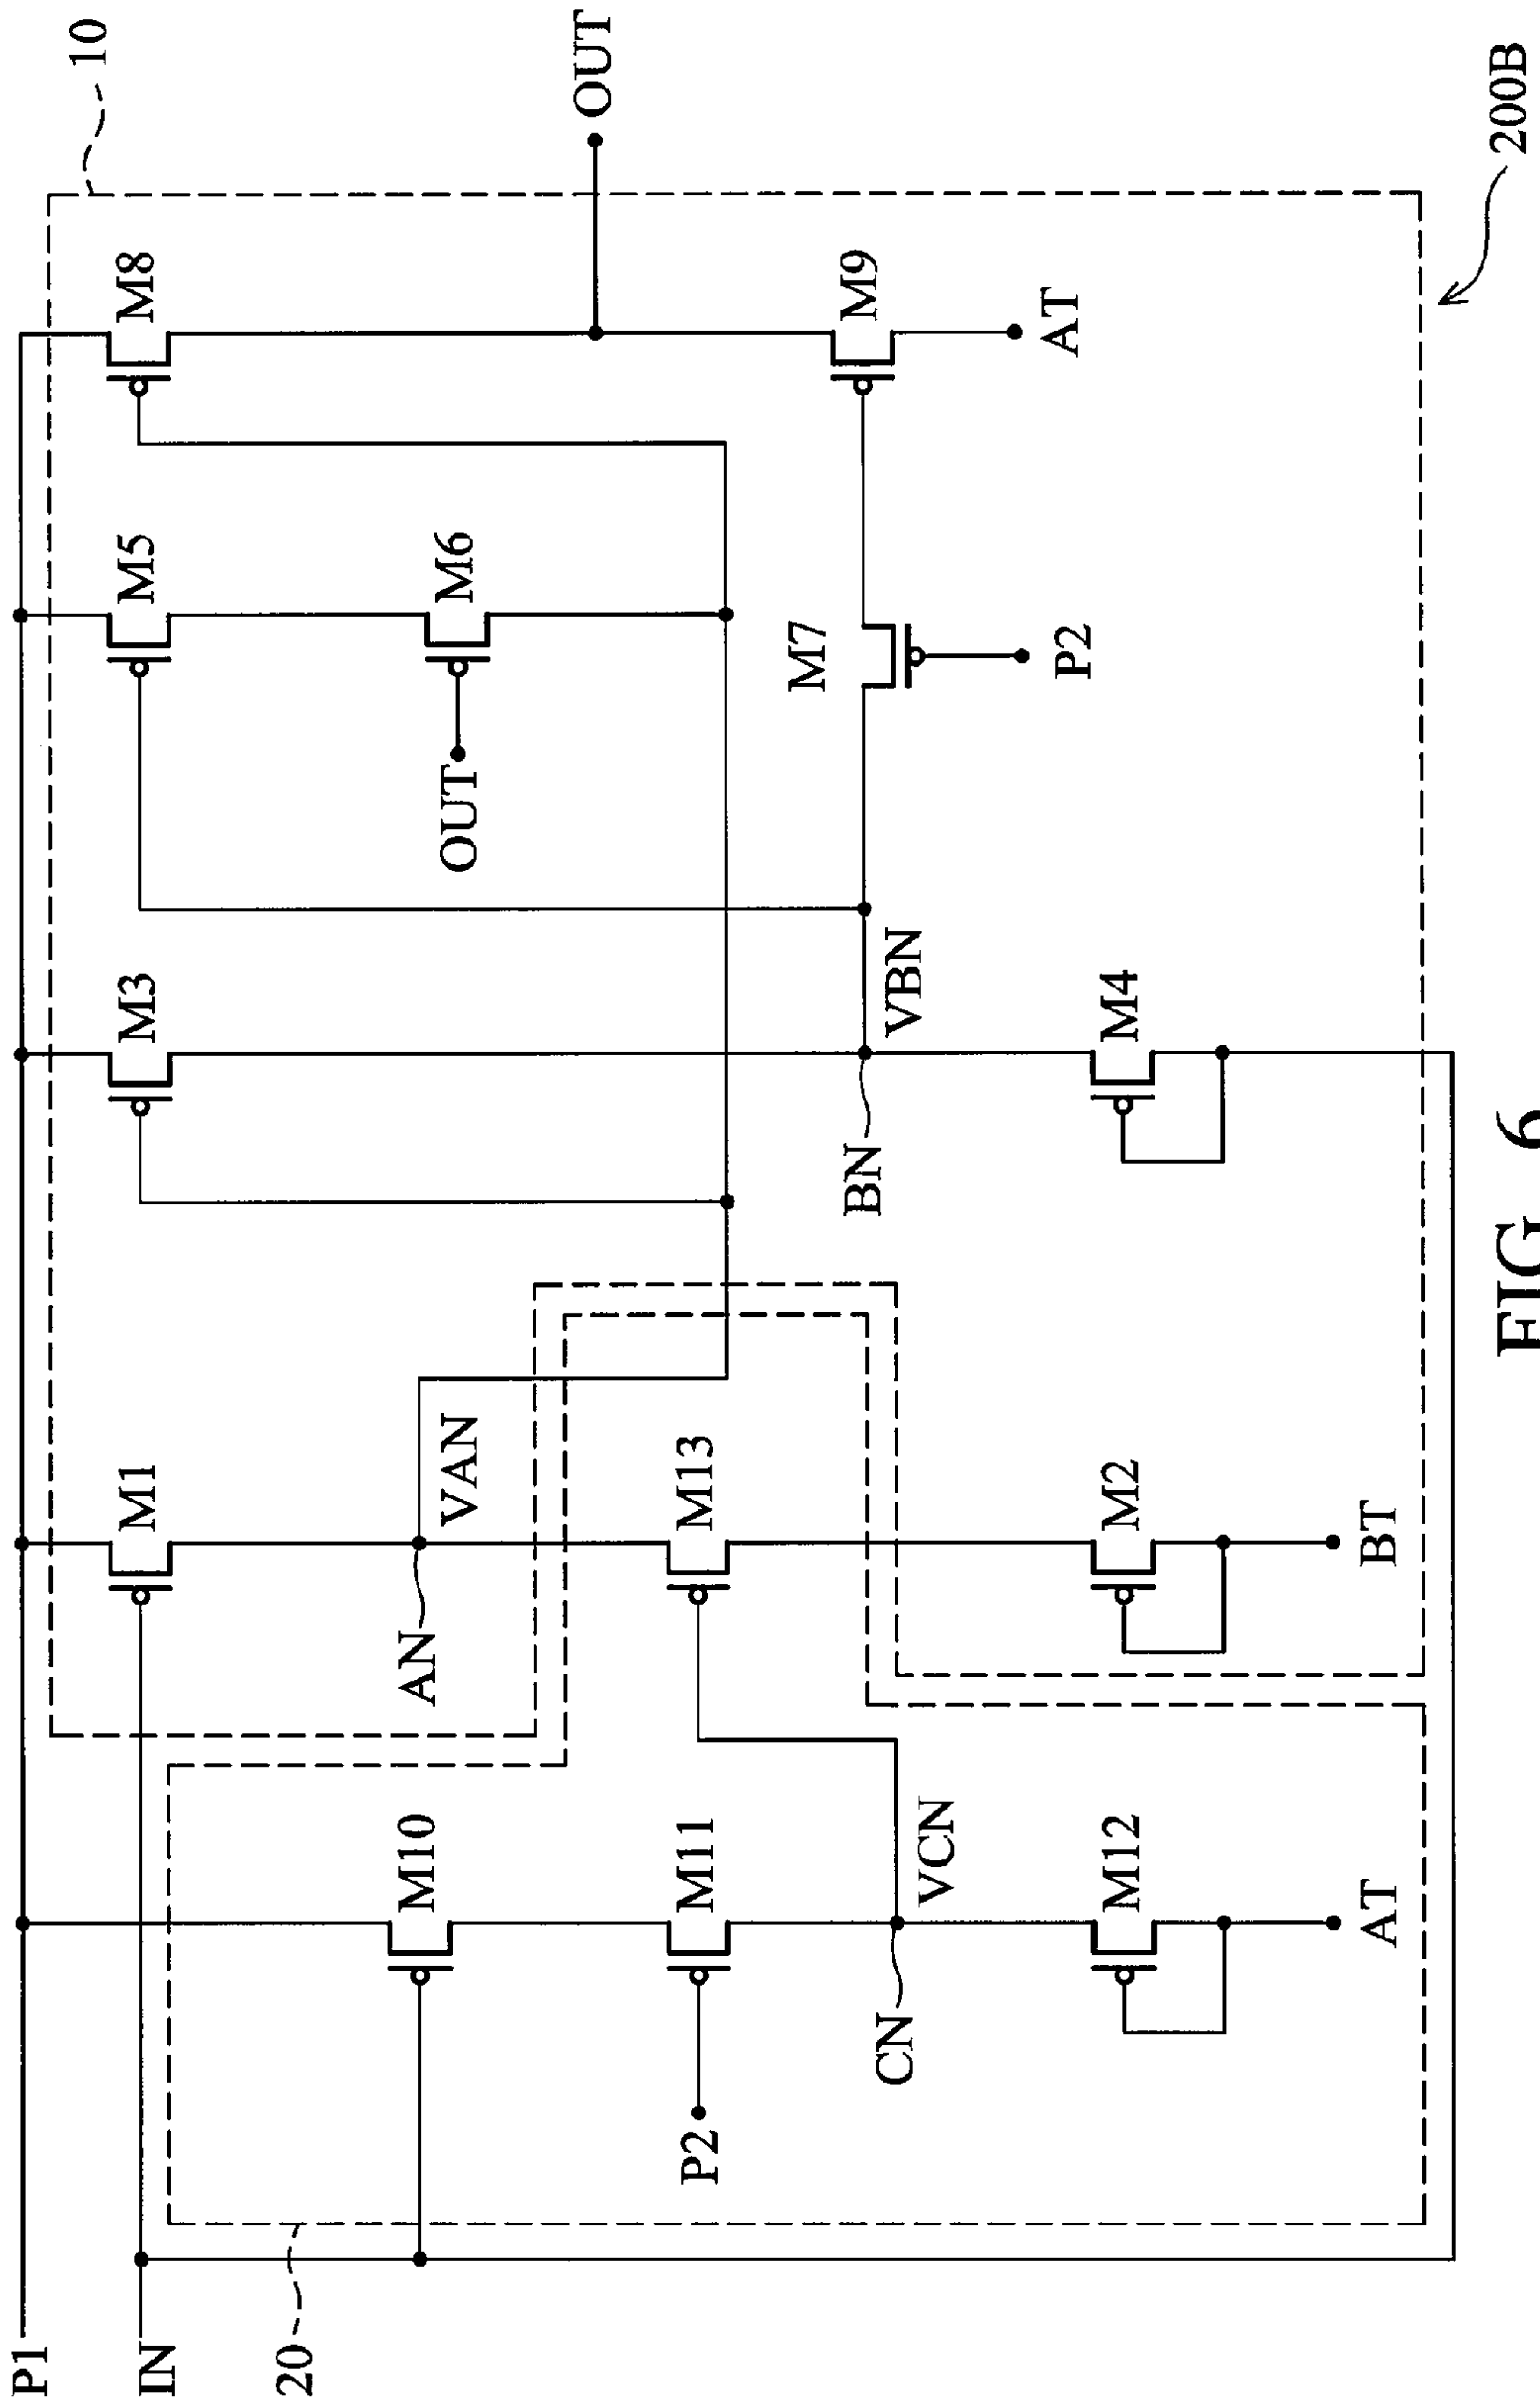 P1
10
M1
M3
M5
M8
IN
20
M10
AN
VAN
OUT
M6
OUT
P2
M11
M13
M7
BN
VBN
M9
CN
VCN
P2
AT
M12
M2
M4
AT
BT
200B
FIG 6